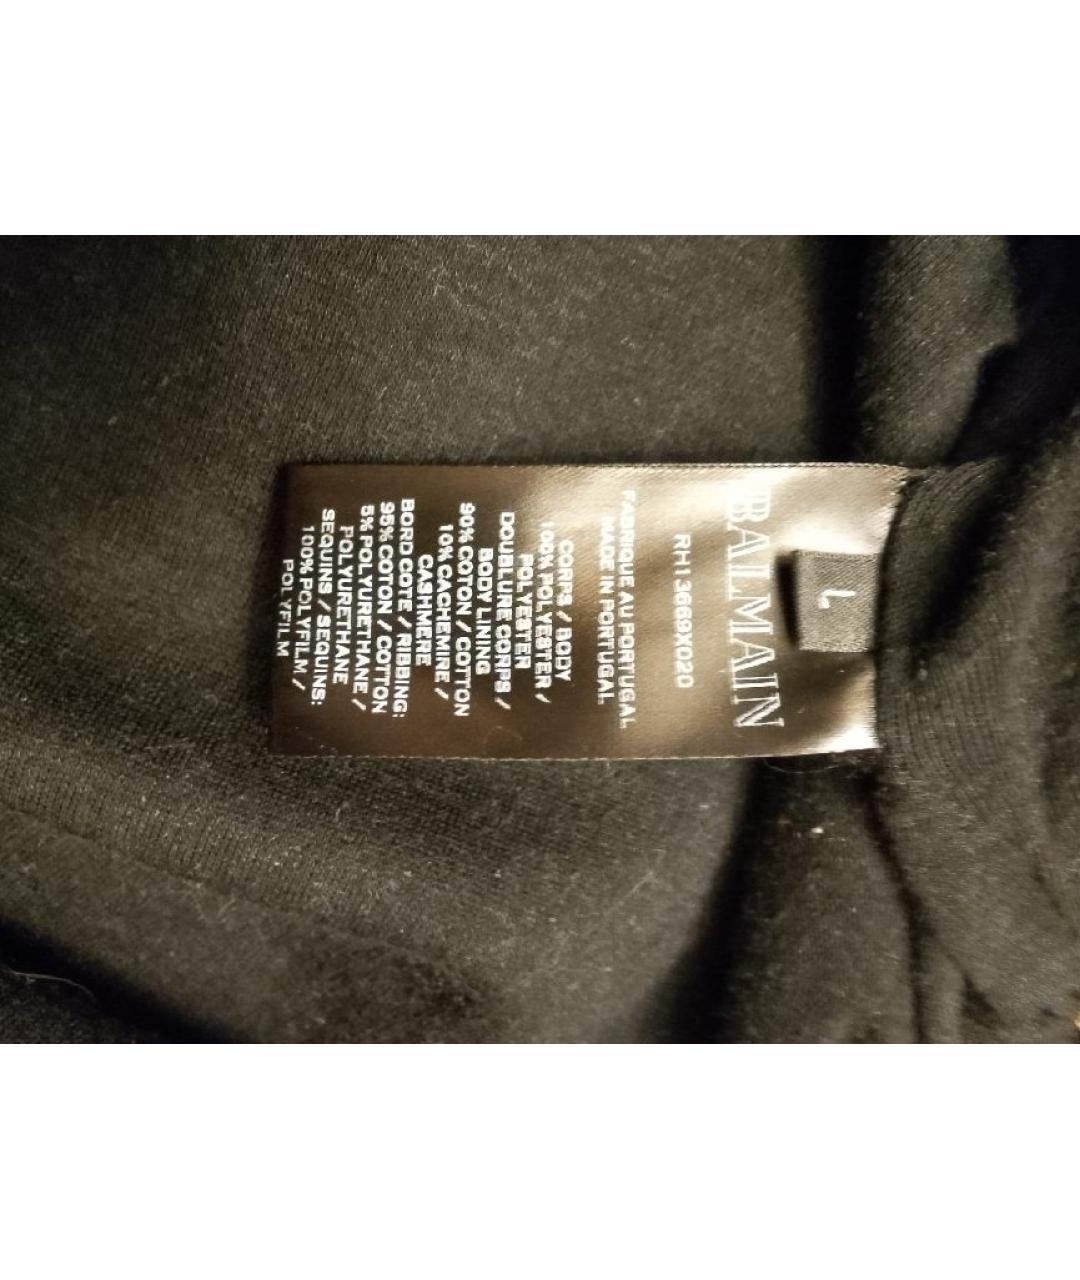 L
BALMAIN
RH13669X020
FABRIQUE AU PORTUGAL
MADE IN PORTUGAL
CORPS / BODY
100% POLYESTER /
POLYESTER
DOUBLURE CORPS /
BODY LINING
90% COTON / COTTON
10% CACHEMIRE /
CASHMERE
BORD COTE / RIBBING:
95% COTON / COTTON
5% POLYURETHANE /
POLYURETHANE
SEQUINS / SEQUINS:
100% POLYFILM /
POLYFILM